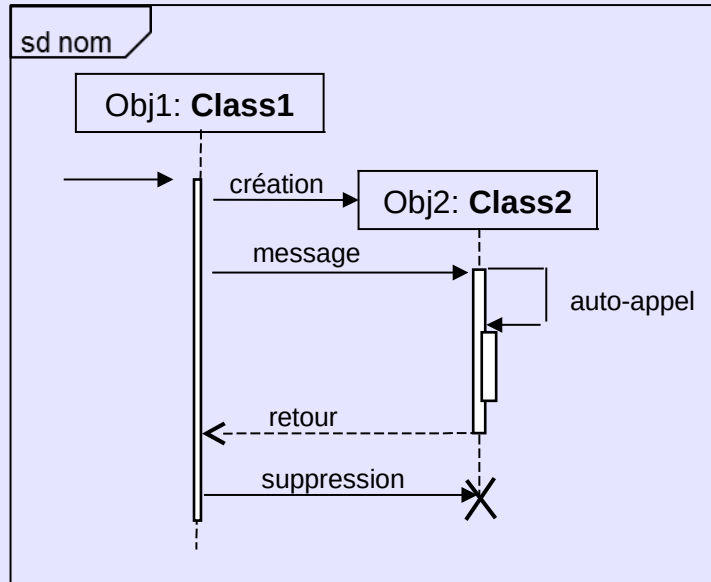 sd nom
Obj1: Class1
création
Obj2: Class2
message
auto-appel
retour
suppression